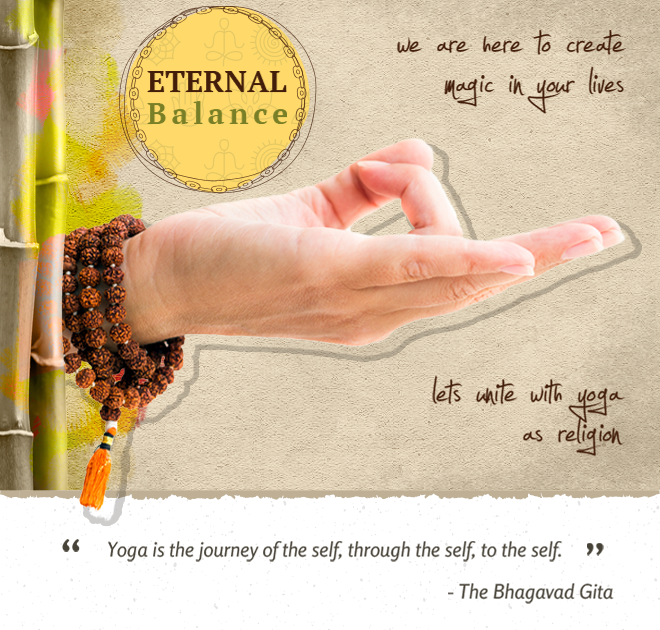 ETERNAL
Balance
we are here to create
magic in your lives
lets unite with yoga
as religion
“ Yoga is the journey of the self, through the self, to the self. ”
- The Bhagavad Gita